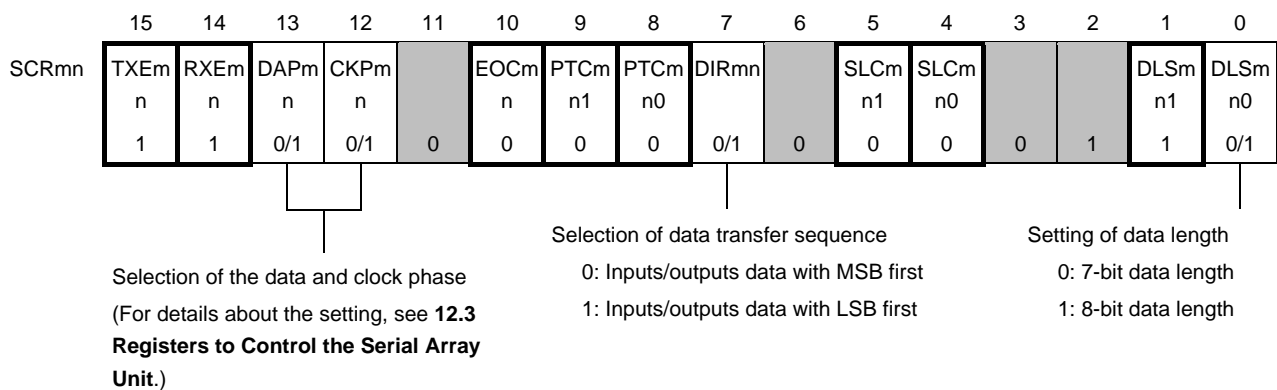 15 14 13 12 11 10 9 8 7 6 5 4 3 2 1 0
SCRmn TXEm RXEm DAPm CKPm EOCm PTCm PTCm DIRmn SLCm SLCm DLSm DLSm
n n n n n n1 n0 n1 n0 n1 n0
1 1 0/1 0/1 0 0 0 0 0/1 0 0 0 0 1 1 0/1
Selection of the data and clock phase
(For details about the setting, see 12.3
Registers to Control the Serial Array
Unit.)
Selection of data transfer sequence
0: Inputs/outputs data with MSB first
1: Inputs/outputs data with LSB first
Setting of data length
0: 7-bit data length
1: 8-bit data length